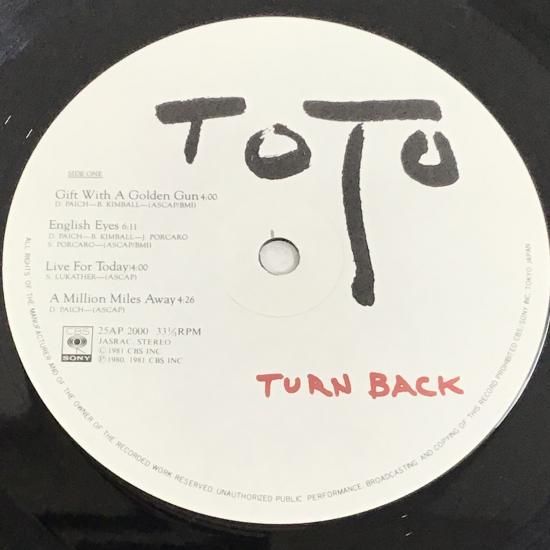 TOTO
SIDE ONE
Gift With A Golden Gun 4:00
D. PAICH—B. KIMBALL—(ASCAP/BMI)
English Eyes 6:11
D. PAICH—B. KIMBALL—J. PORCARO
S. PORCARO—(ASCAP/BMI)
Live For Today 4:00
S. LUKATHER—(ASCAP)
A Million Miles Away 4:26
D. PAICH—(ASCAP)
CBS
SONY
25AP 2000 33⅓RPM
JASRAC. STEREO
© 1981 CBS INC
℗ 1980, 1981 CBS INC
TURN BACK
ALL RIGHTS OF THE MANUFACTURER AND OF THE OWNER OF THE RECORDED WORK RESERVED. UNAUTHORIZED PUBLIC PERFORMANCE, BROADCASTING AND COPYING OF THIS RECORD PROHIBITED CBS/SONY INC. TOKYO JAPAN